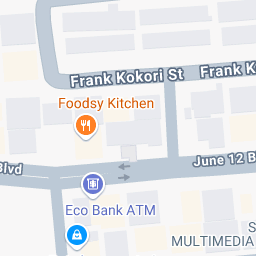 Frank Kokori St
Frank K
Foodsy Kitchen
June 12 B
Blvd
Eco Bank ATM
S
MULTIMEDIA